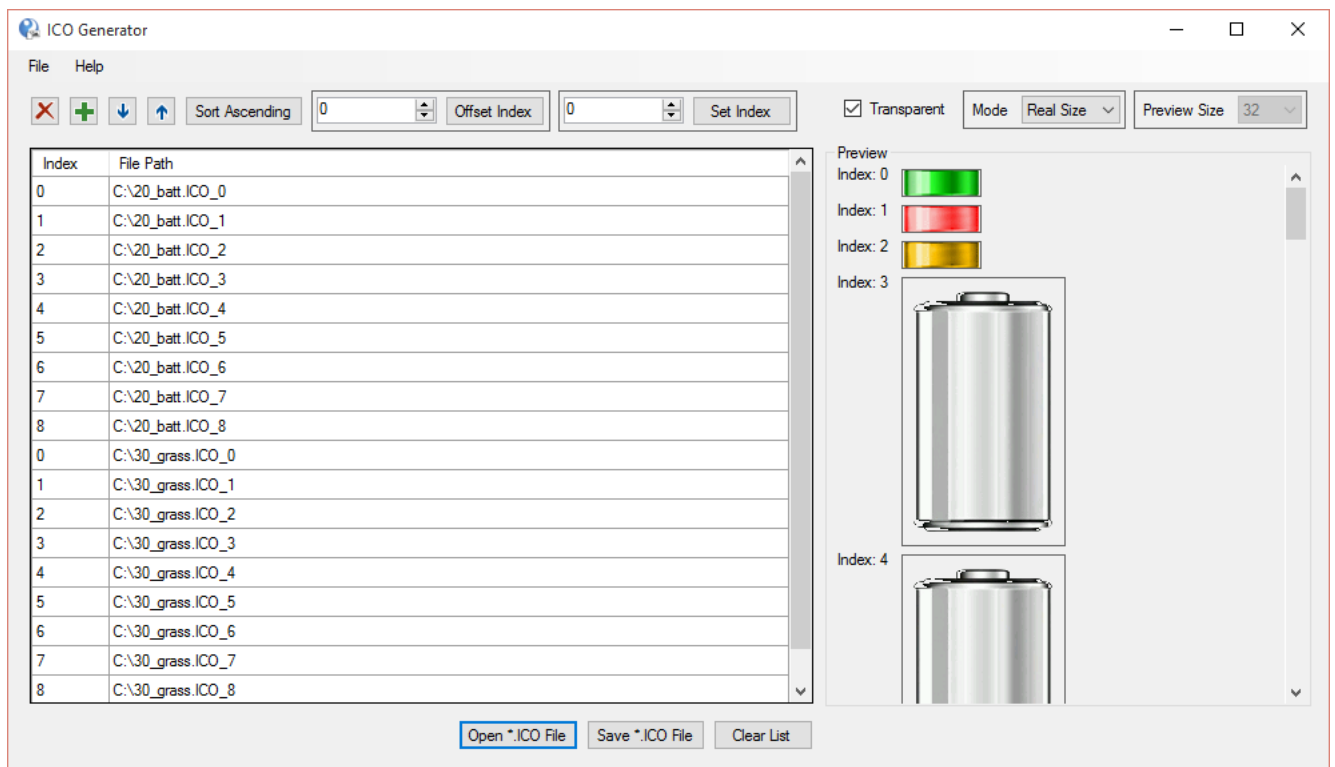 ICO Generator
File Help
Sort Ascending 0 Offset Index 0 Set Index Transparent Mode Real Size Preview Size 32
Index File Path
0 C:\20_batt.ICO_0
1 C:\20_batt.ICO_1
2 C:\20_batt.ICO_2
3 C:\20_batt.ICO_3
4 C:\20_batt.ICO_4
5 C:\20_batt.ICO_5
6 C:\20_batt.ICO_6
7 C:\20_batt.ICO_7
8 C:\20_batt.ICO_8
0 C:\30_grass.ICO_0
1 C:\30_grass.ICO_1
2 C:\30_grass.ICO_2
3 C:\30_grass.ICO_3
4 C:\30_grass.ICO_4
5 C:\30_grass.ICO_5
6 C:\30_grass.ICO_6
7 C:\30_grass.ICO_7
8 C:\30_grass.ICO_8
Preview
Index: 0
Index: 1
Index: 2
Index: 3
Index: 4
Open *.ICO File Save *.ICO File Clear List